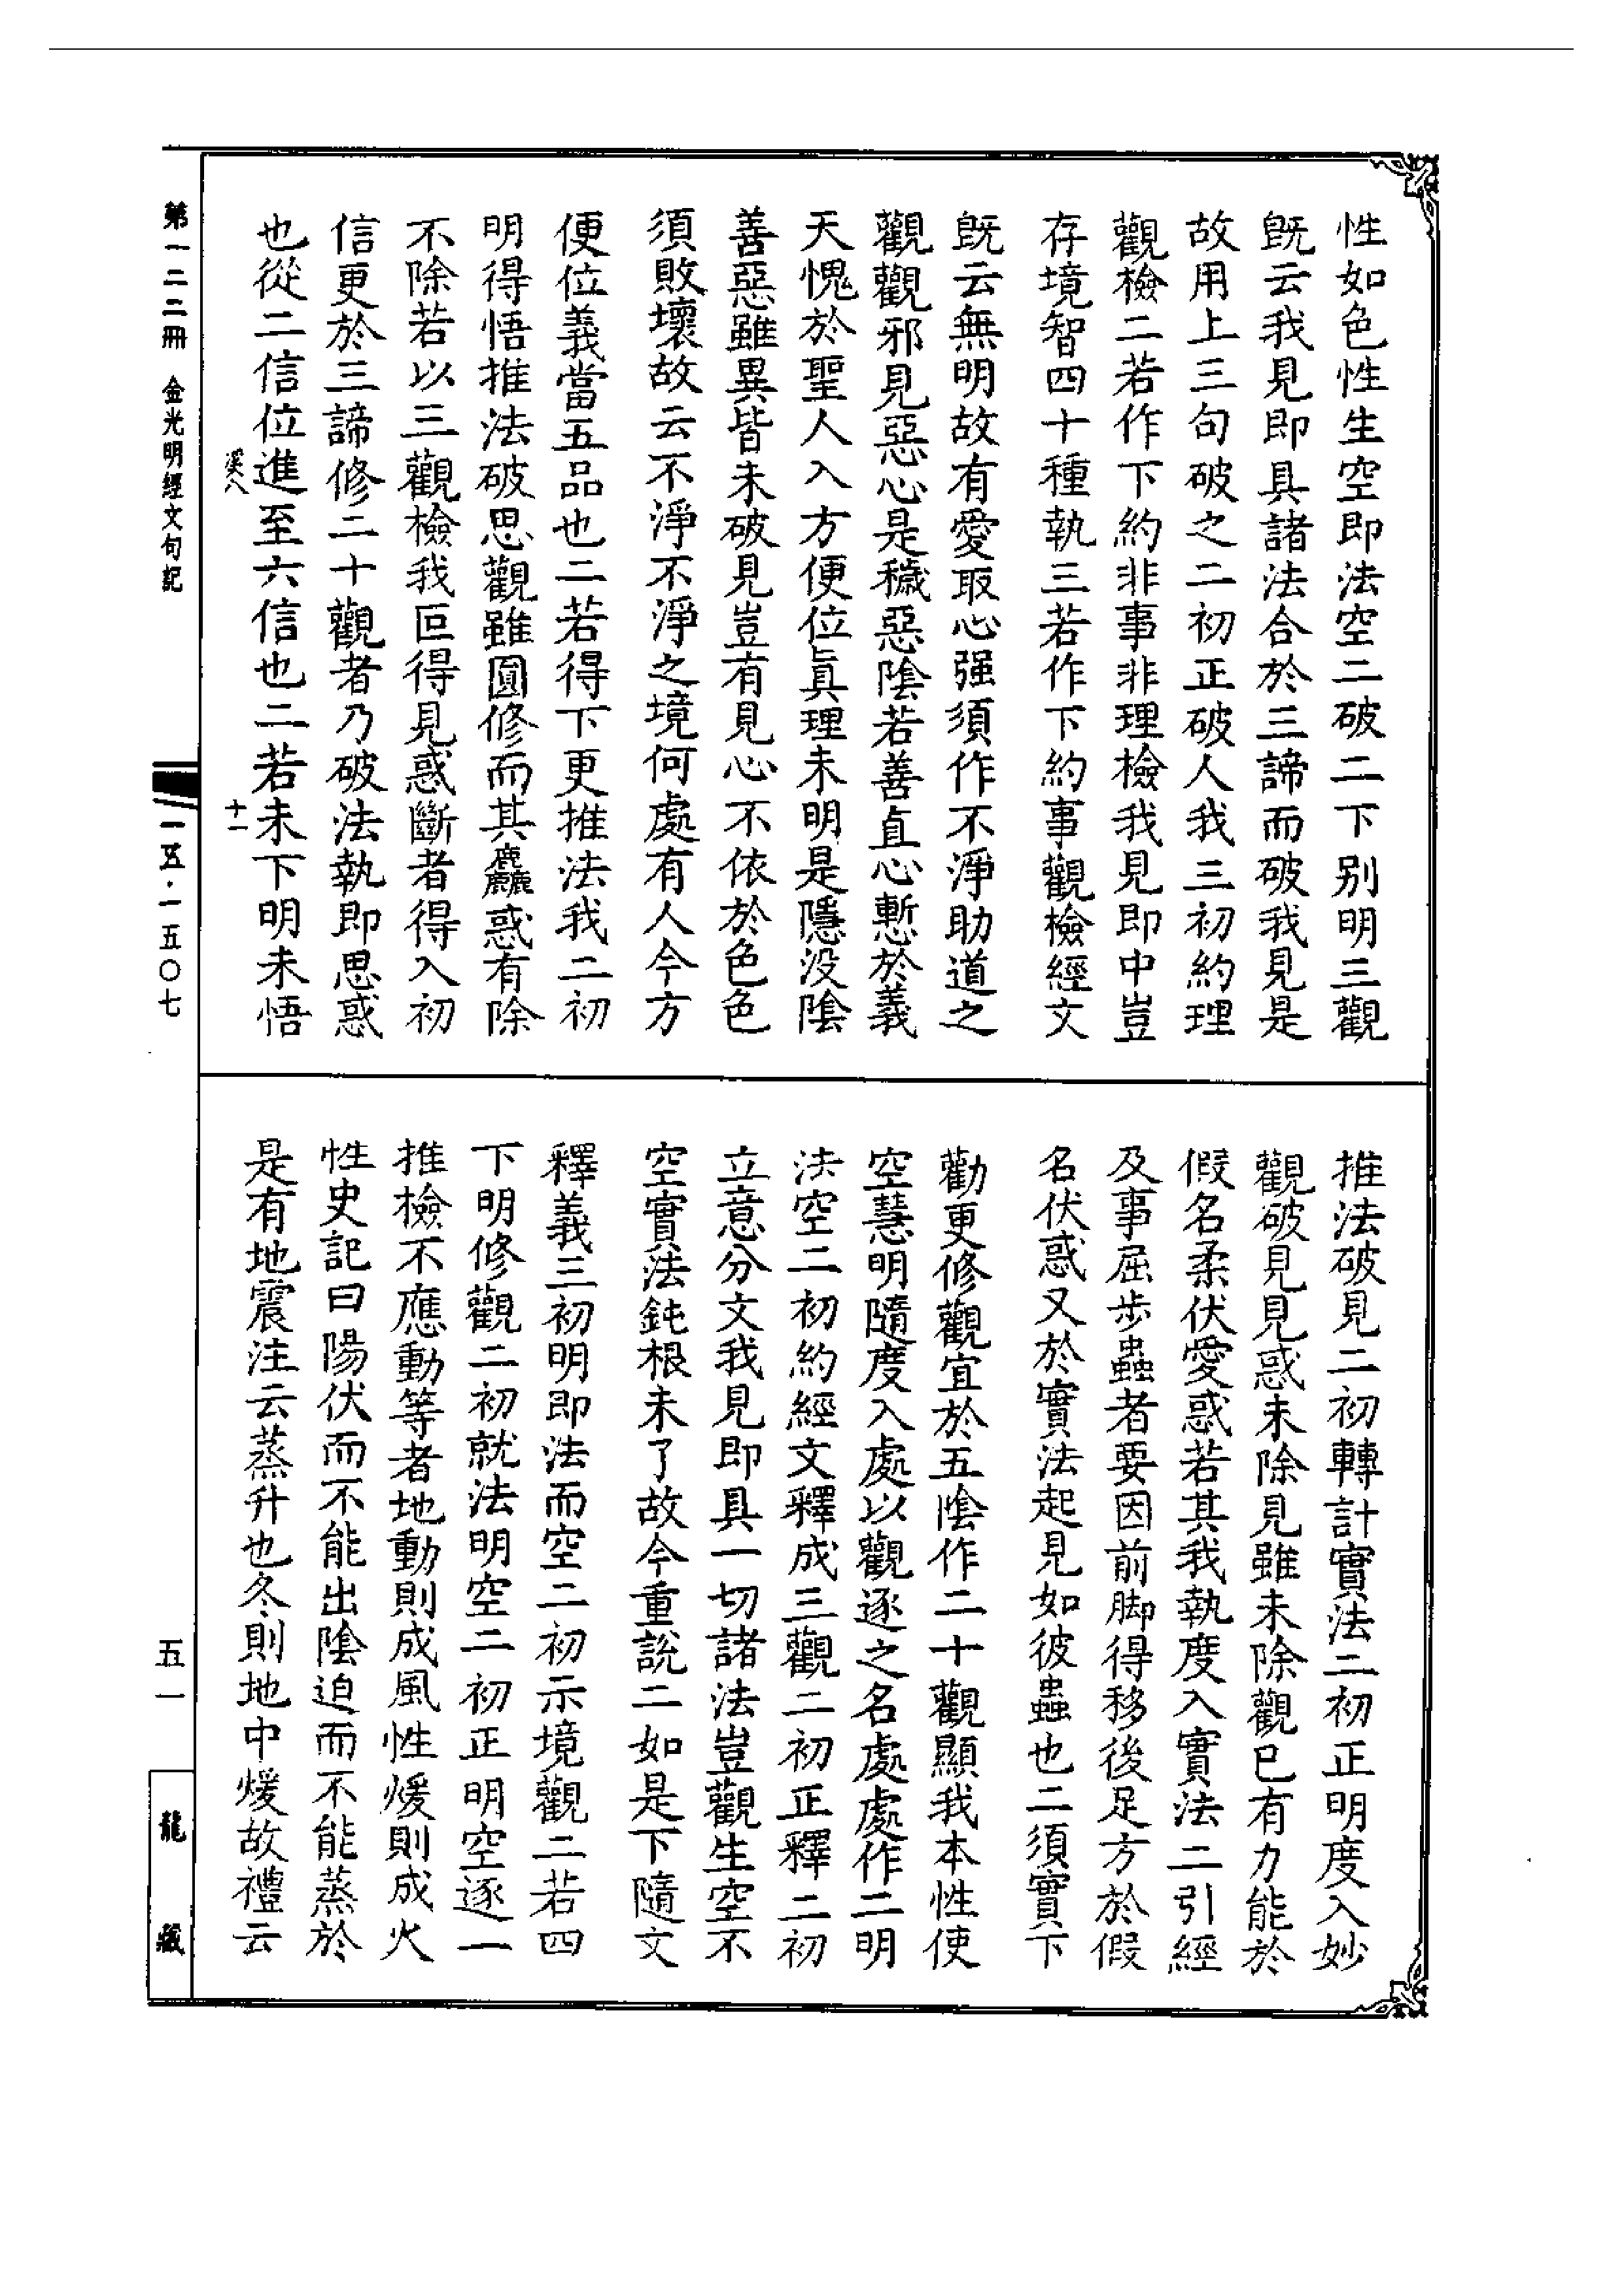 性如色性生空即法空二破二下别明三觀
既云我見即具諸法合於三諦而破我見是
故用上三句破之二初正破人我三初約理
觀檢二若作下約非事非理檢我見即中豈
存境智四十種執三若作下約事觀檢經文
既云無明故有愛取心强須作不淨助道之
觀觀邪見惡心是穢惡陰若善直心慙於義
天愧於聖人入方便位眞理未明是隱没陰
善惡雖異皆未破見豈有見心不依於色色
須敗壞故云不淨不淨之境何處有人今方
便位義當五品也二若得下更推法我二初
明得悟推法破思觀雖圓修而其麤惑有除
不除若以三觀檢我叵得見惑斷者得入初
信更於三諦修二十觀者乃破法執即思惑
也從二信位進至六信也二若未下明未悟
推法破見二初轉計實法二初正明度入妙
觀破見見惑未除見雖未除觀已有力能於
假名柔伏愛惑若其我執度入實法二引經
及事屈步蟲者要因前脚得移後足方於假
名伏惑又於實法起見如彼蟲也二須實下
勸更修觀宜於五陰作二十觀顯我本性使
空慧明隨度入處以觀逐之名處處作二明
法空二初約經文釋成三觀二初正釋二初
立意分文我見即具一切諸法豈觀生空不
空實法鈍根未了故今重說二如是下隨文
釋義三初明即法而空二初示境觀二若四
下明修觀二初就法明空二初正明空逐一
推檢不應動等者地動則成風性煖則成火
性史記曰陽伏而不能出陰迫而不能蒸於
是有地震注云蒸升也冬則地中煖故禮云
第一二二冊 金光明經文句記
溪八
十一
一五·一五〇七
五一
龍藏